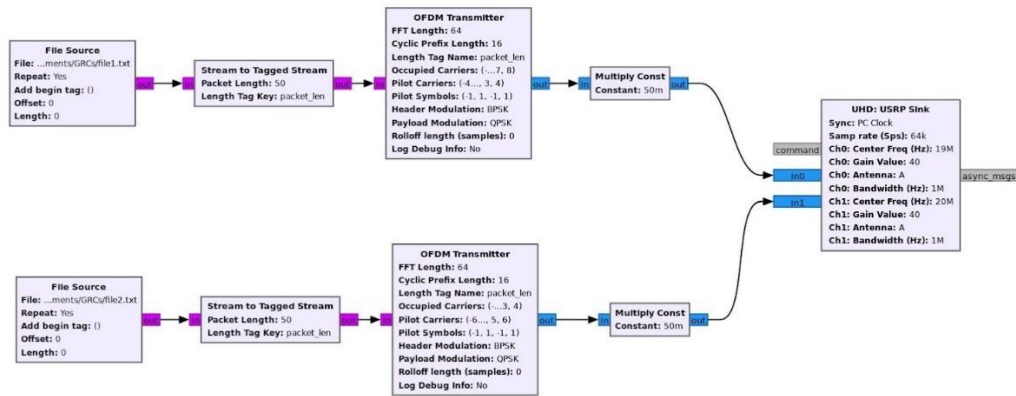 File Source
File: ...ments/GRCs/file1.txt
Repeat: Yes
Add begin tag: ()
Offset: 0
Length: 0
out
in
Stream to Tagged Stream
Packet Length: 50
Length Tag Key: packet_len
out
in
OFDM Transmitter
FFT Length: 64
Cyclic Prefix Length: 16
Length Tag Name: packet_len
Occupied Carriers: (-...7, 8)
Pilot Carriers: (-4..., 3, 4)
Pilot Symbols: (-1, 1, -1, 1)
Header Modulation: BPSK
Payload Modulation: QPSK
Rolloff length (samples): 0
Log Debug Info: No
out
in
Multiply Const
Constant: 50m
out
UHD: USRP Sink
Sync: PC Clock
Samp rate (Sps): 64k
Ch0: Center Freq (Hz): 19M
Ch0: Gain Value: 40
Ch0: Antenna: A
Ch0: Bandwidth (Hz): 1M
Ch1: Center Freq (Hz): 20M
Ch1: Gain Value: 40
Ch1: Antenna: A
Ch1: Bandwidth (Hz): 1M
command
in0
in1
async_msgs
File Source
File: ...ments/GRCs/file2.txt
Repeat: Yes
Add begin tag: ()
Offset: 0
Length: 0
out
in
Stream to Tagged Stream
Packet Length: 50
Length Tag Key: packet_len
out
in
OFDM Transmitter
FFT Length: 64
Cyclic Prefix Length: 16
Length Tag Name: packet_len
Occupied Carriers: (-...3, 4)
Pilot Carriers: (-6..., 5, 6)
Pilot Symbols: (-1, 1, -1, 1)
Header Modulation: BPSK
Payload Modulation: QPSK
Rolloff length (samples): 0
Log Debug Info: No
out
in
Multiply Const
Constant: 50m
out